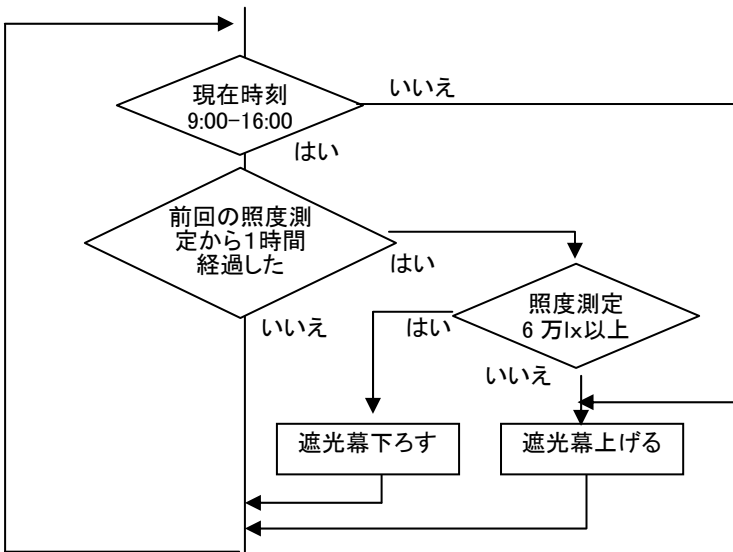 いいえ
現在時刻
9:00-16:00
はい
前回の照度測
定から1時間
経過した
はい
照度測定
6万lx以上
はい
いいえ
いいえ
遮光幕下ろす
遮光幕上げる